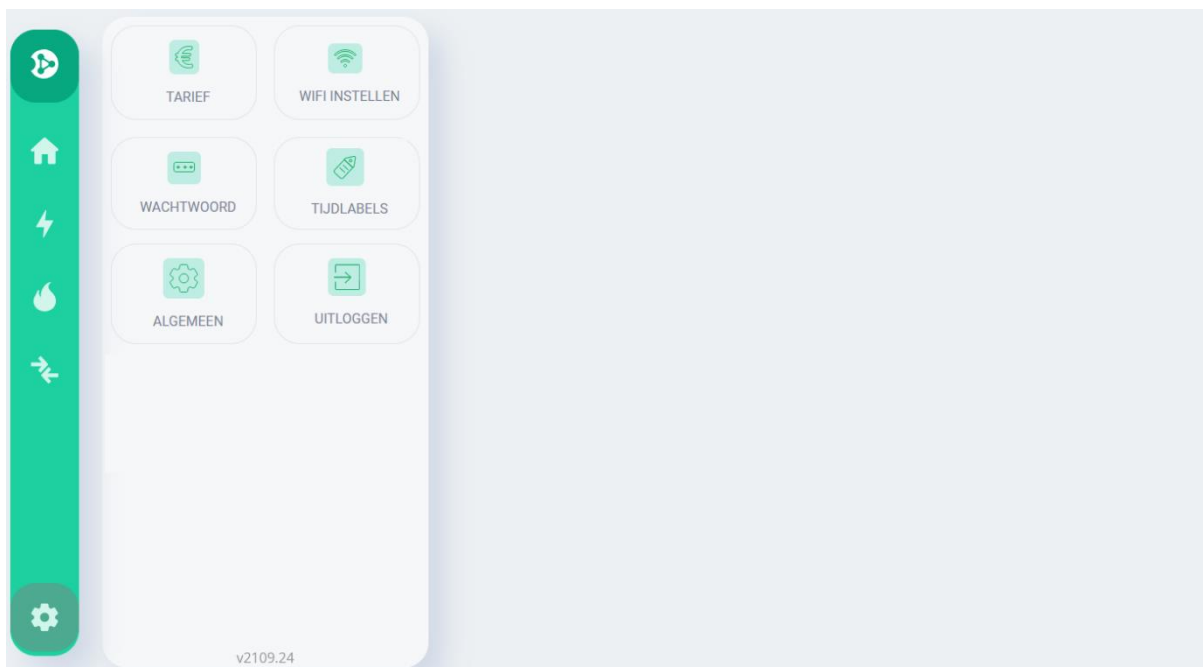 TARIEF
WIFI INSTELLEN
WACHTWOORD
TIJDLABELS
ALGEMEEN
UITLOGGEN
v2109.24